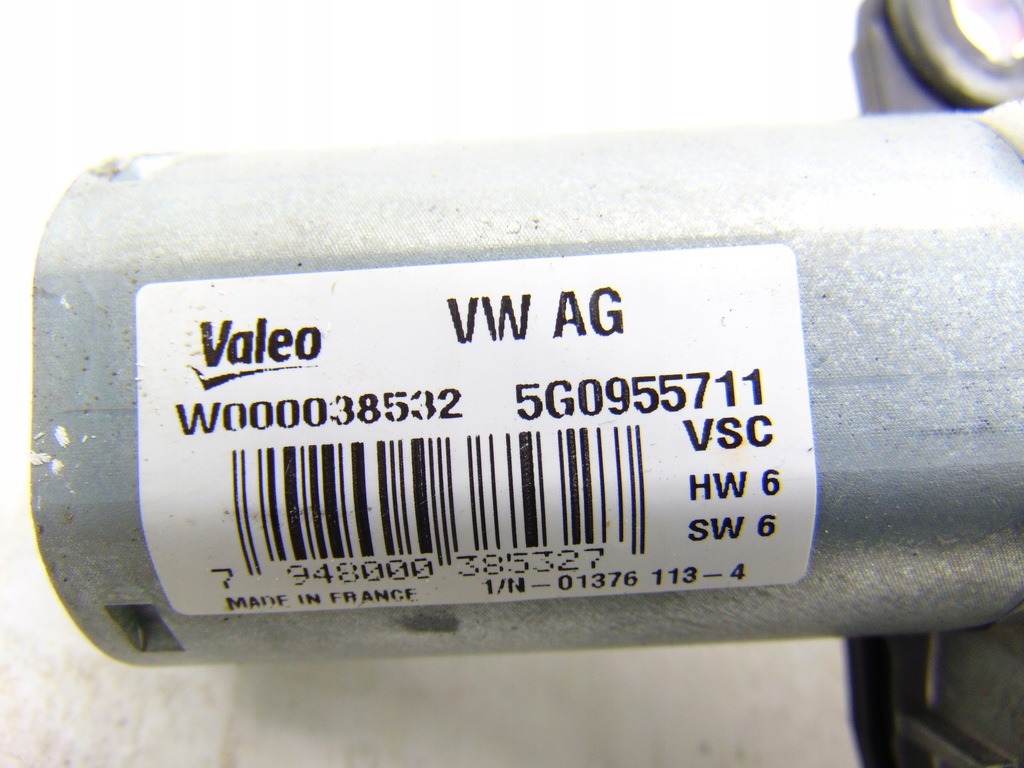 Valeo VW AG
W000038532 5G0955711
VSC
HW 6
SW 6
7 948000 385327
MADE IN FRANCE 1/N-01376 113-4